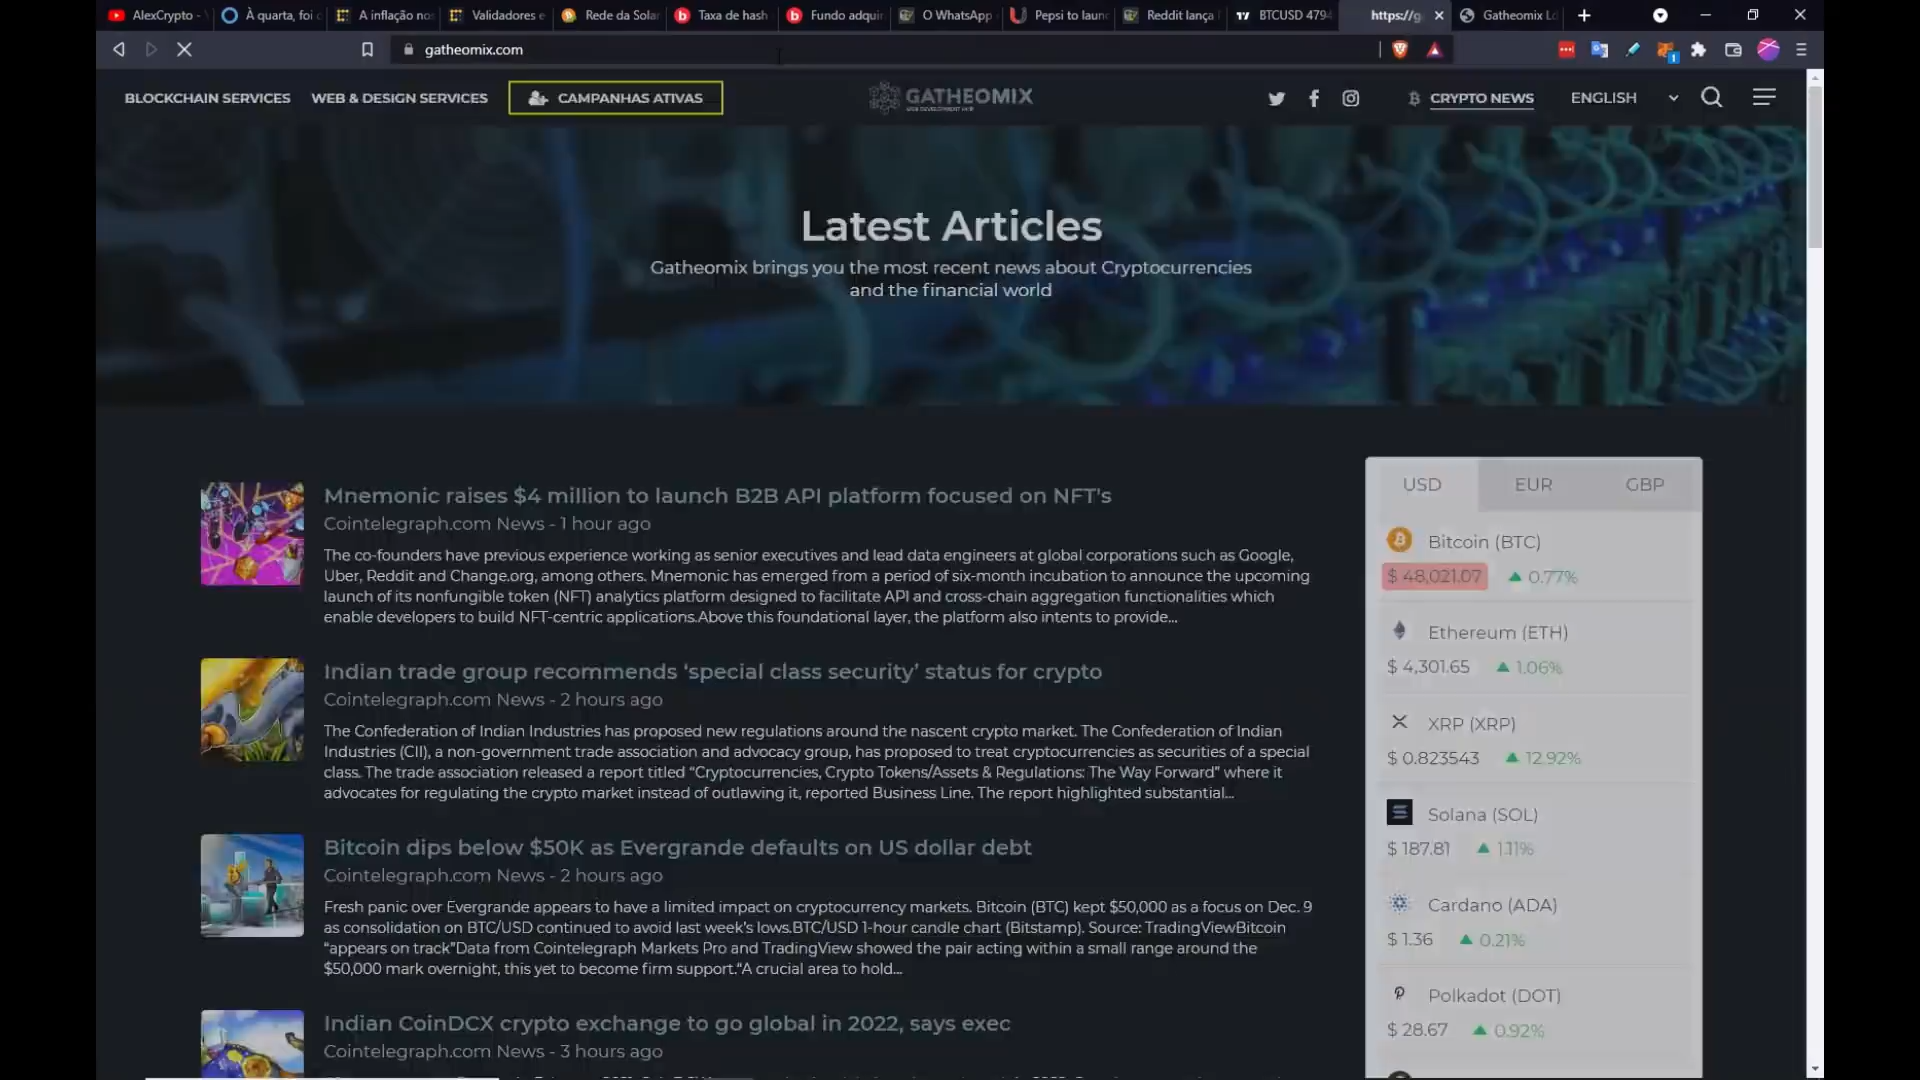 AlexCrypto -
À quarta, foi
A inflação no
Validadores e
Rede da Sola
Taxa de hash
Fundo adqui
O WhatsApp
Pepsi to laun
Reddit lança
BTCUSD 4794
https://g
Gatheomix Lo
gatheomix.com
BLOCKCHAIN SERVICES
WEB & DESIGN SERVICES
CAMPANHAS ATIVAS
GATHEOMIX
WEB DEVELOPMENT HUB
CRYPTO NEWS
ENGLISH
Latest Articles
Gatheomix brings you the most recent news about Cryptocurrencies
and the financial world
Mnemonic raises $4 million to launch B2B API platform focused on NFT's
Cointelegraph.com News - 1 hour ago
The co-founders have previous experience working as senior executives and lead data engineers at global corporations such as Google,
Uber, Reddit and Change.org, among others. Mnemonic has emerged from a period of six-month incubation to announce the upcoming
launch of its nonfungible token (NFT) analytics platform designed to facilitate API and cross-chain aggregation functionalities which
enable developers to build NFT-centric applications.Above this foundational layer, the platform also intents to provide...
Indian trade group recommends ‘special class security’ status for crypto
Cointelegraph.com News - 2 hours ago
The Confederation of Indian Industries has proposed new regulations around the nascent crypto market. The Confederation of Indian
Industries (CII), a non-government trade association and advocacy group, has proposed to treat cryptocurrencies as securities of a special
class. The trade association released a report titled “Cryptocurrencies, Crypto Tokens/Assets & Regulations: The Way Forward” where it
advocates for regulating the crypto market instead of outlawing it, reported Business Line. The report highlighted substantial...
Bitcoin dips below $50K as Evergrande defaults on US dollar debt
Cointelegraph.com News - 2 hours ago
Fresh panic over Evergrande appears to have a limited impact on cryptocurrency markets. Bitcoin (BTC) kept $50,000 as a focus on Dec. 9
as consolidation on BTC/USD continued to avoid last week's lows.BTC/USD 1-hour candle chart (Bitstamp). Source: TradingViewBitcoin
“appears on track”Data from Cointelegraph Markets Pro and TradingView showed the pair acting within a small range around the
$50,000 mark overnight, this yet to become firm support.“A crucial area to hold...
Indian CoinDCX crypto exchange to go global in 2022, says exec
Cointelegraph.com News - 3 hours ago
USD
EUR
GBP
Bitcoin (BTC)
$ 48,021.07
0.77%
Ethereum (ETH)
$ 4,301.65
1.06%
XRP (XRP)
$ 0.823543
12.92%
Solana (SOL)
$ 187.81
1.11%
Cardano (ADA)
$ 1.36
0.21%
Polkadot (DOT)
$ 28.67
0.92%